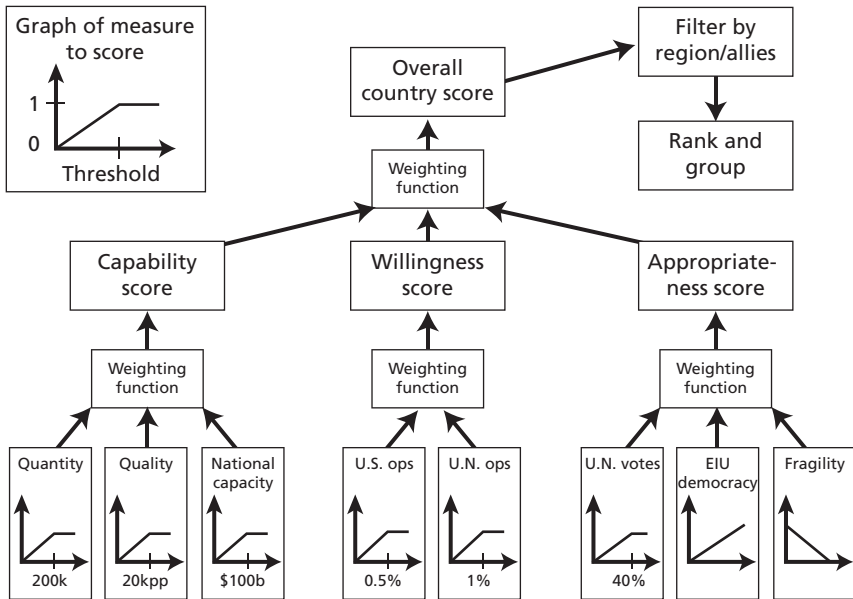 Graph of measure
to score
1
0
Threshold
Overall
country score
Filter by
region/allies
Rank and
group
Weighting
function
Capability
score
Willingness
score
Appropriate-
ness score
Weighting
function
Weighting
function
Weighting
function
Quantity
200k
Quality
20kpp
National
capacity
$100b
U.S. ops
0.5%
U.N. ops
1%
U.N. votes
40%
EIU
democracy
Fragility